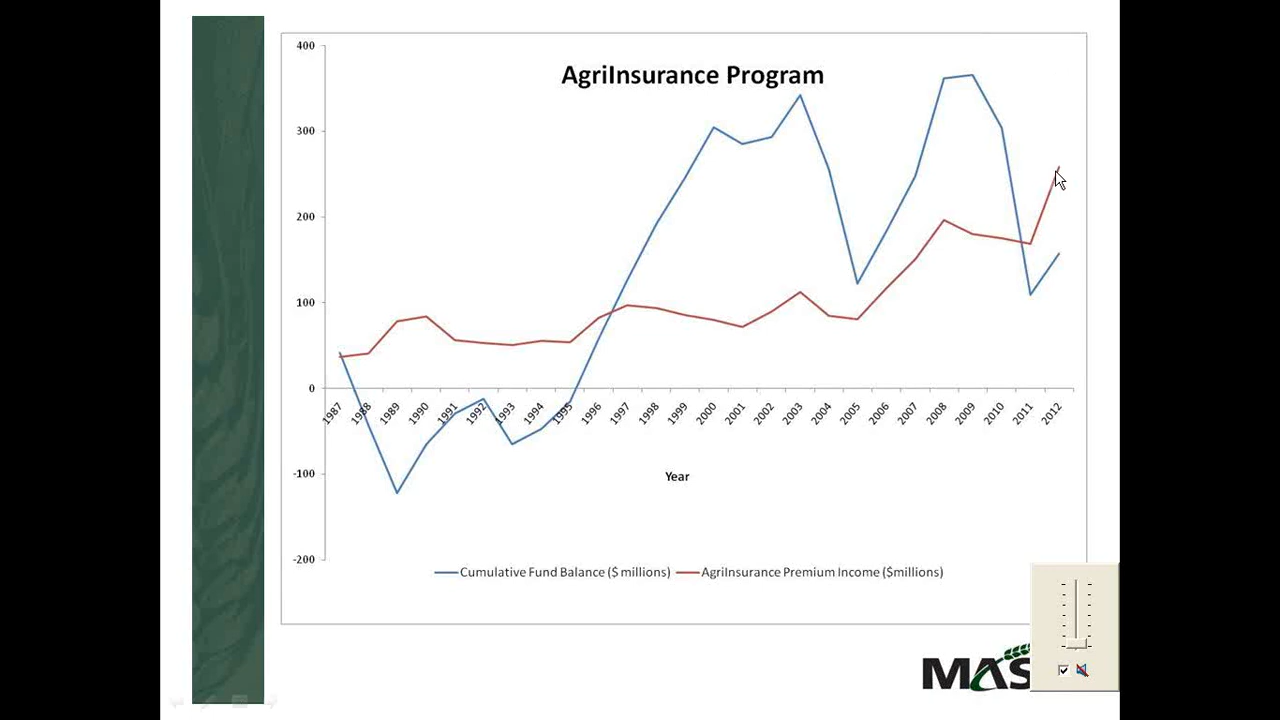 400
AgriInsurance Program
300
200
100
0
1987 1988 1989 1990 1991 1992 1993 1994 1995 1996 1997 1998 1999 2000 2001 2002 2003 2004 2005 2006 2007 2008 2009 2010 2011 2012
-100
Year
-200
Cumulative Fund Balance ($ millions) AgriInsurance Premium Income ($millions)
MAS